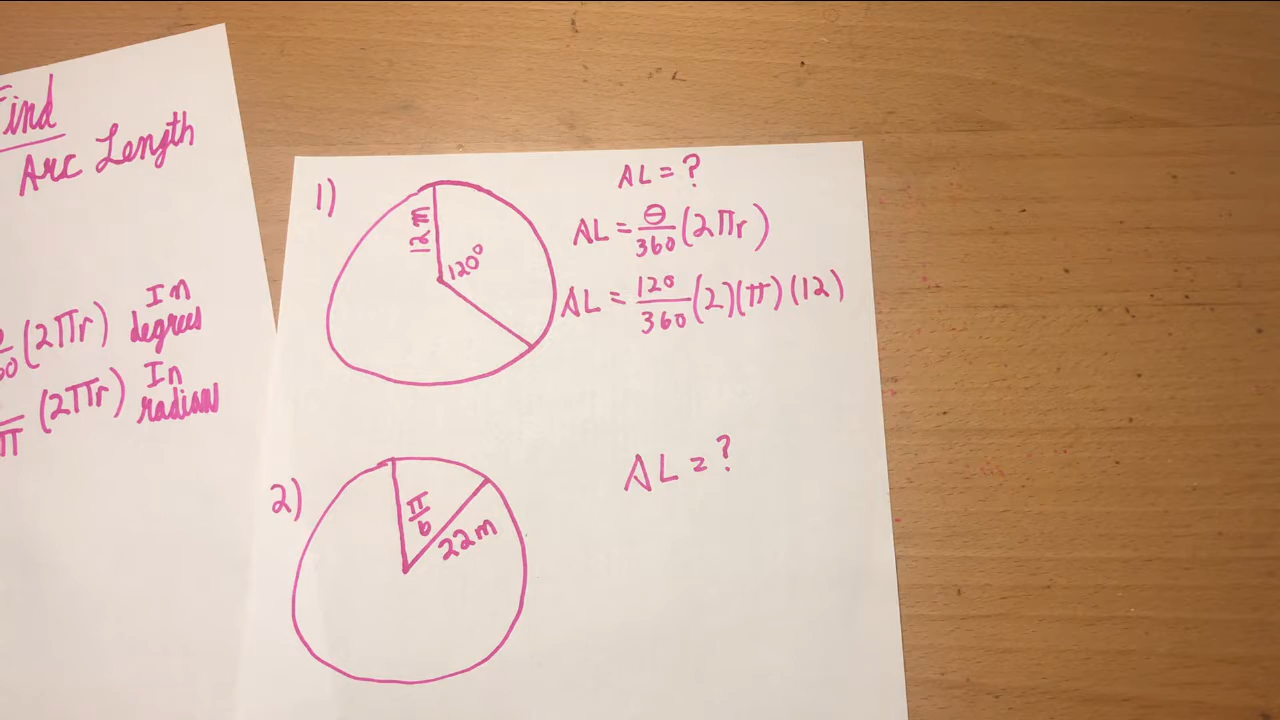 Find
Arc Length
(2πr) In
degrees
(2πr) In
π radians
1)
12m
120°
AL = ?
AL = θ/360 (2πr)
AL = 120/360 (2)(π)(12)
2)
π/6
22m
AL = ?